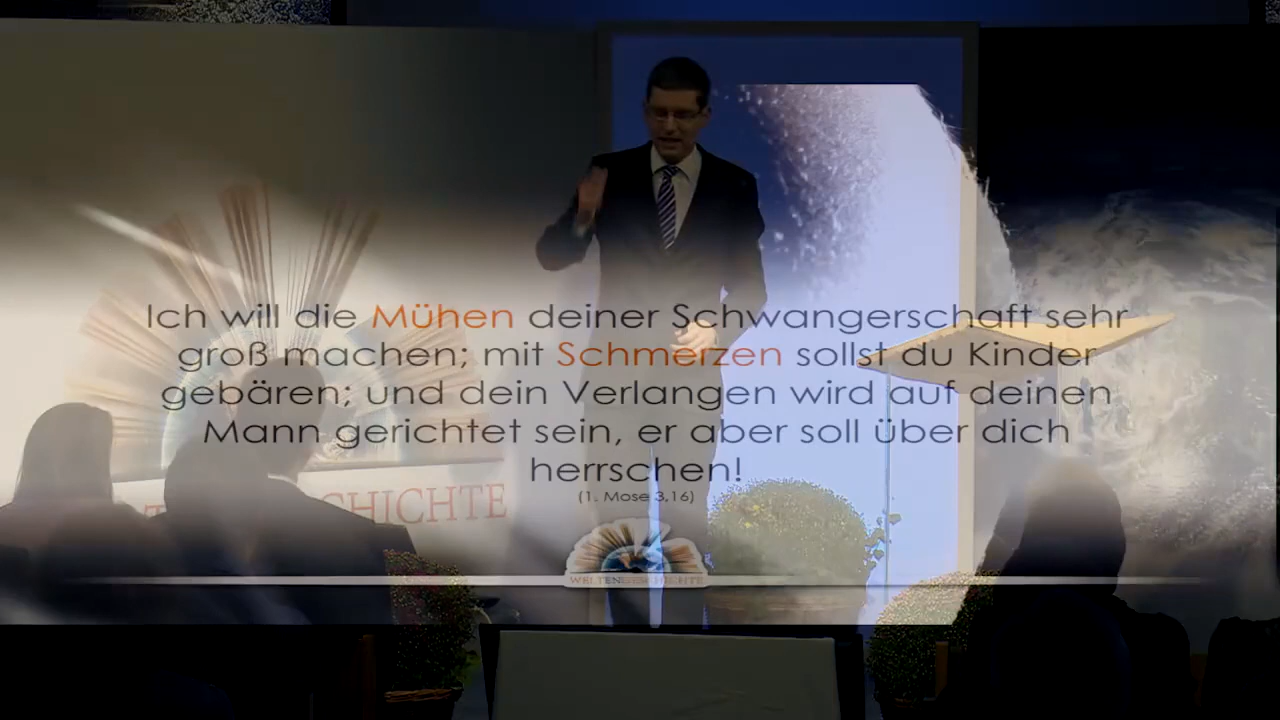 Ich will die Mühen deiner Schwangerschaft sehr
groß machen; mit Schmerzen sollst du Kinder
gebären; und dein Verlangen wird auf deinen
Mann gerichtet sein, er aber soll über dich
herrschen!
(1. Mose 3,16)
WELTENGESCHICHTE